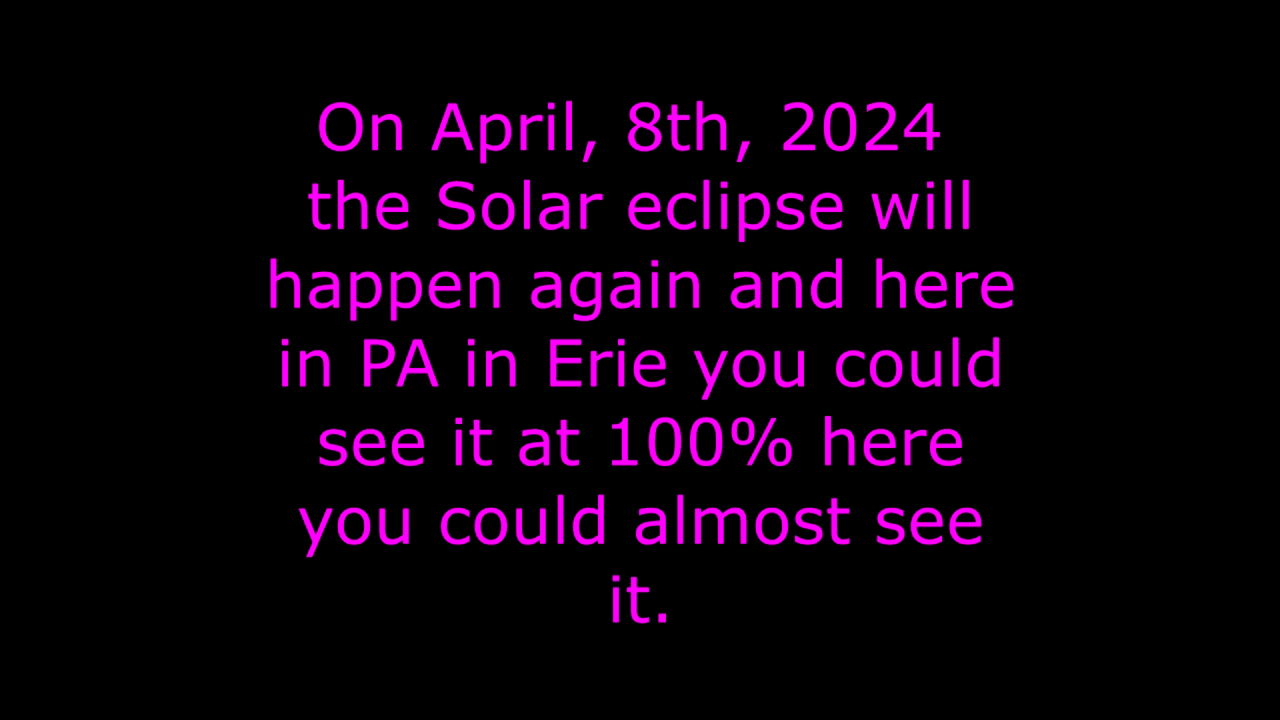 On April, 8th, 2024
the Solar eclipse will
happen again and here
in PA in Erie you could
see it at 100% here
you could almost see
it.